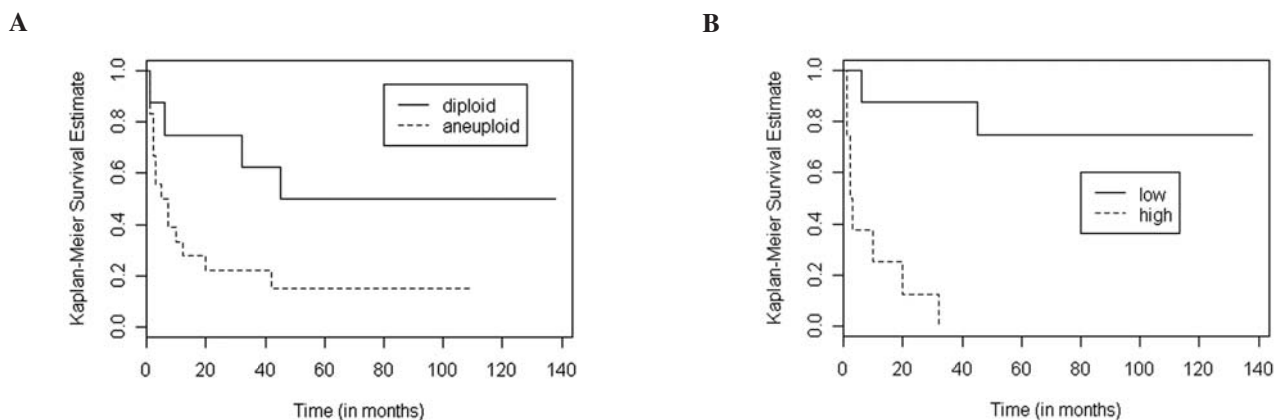 A
Kaplan-Meier Survival Estimate
1.0
0.8
0.6
0.4
0.2
0.0
diploid
aneuploid
0 20 40 60 80 100 120 140
Time (in months)
B
Kaplan-Meier Survival Estimate
1.0
0.8
0.6
0.4
0.2
0.0
low
high
0 20 40 60 80 100 120 140
Time (in months)